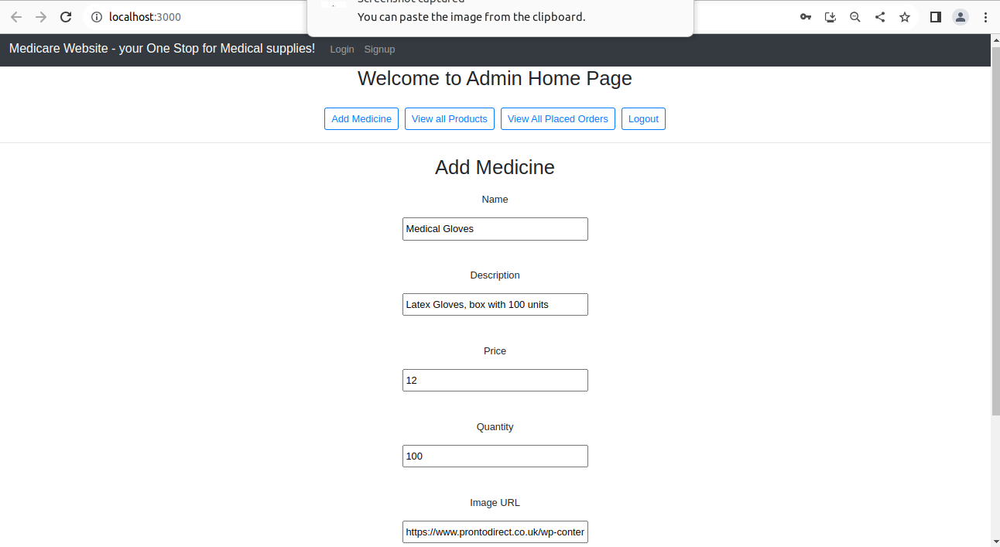 Screenshot captured
You can paste the image from the clipboard.
localhost:3000
Medicare Website - your One Stop for Medical supplies! Login Signup
Welcome to Admin Home Page
Add Medicine View all Products View All Placed Orders Logout
Add Medicine
Name
Medical Gloves
Description
Latex Gloves, box with 100 units
Price
12
Quantity
100
Image URL
https://www.prontodirect.co.uk/wp-conter